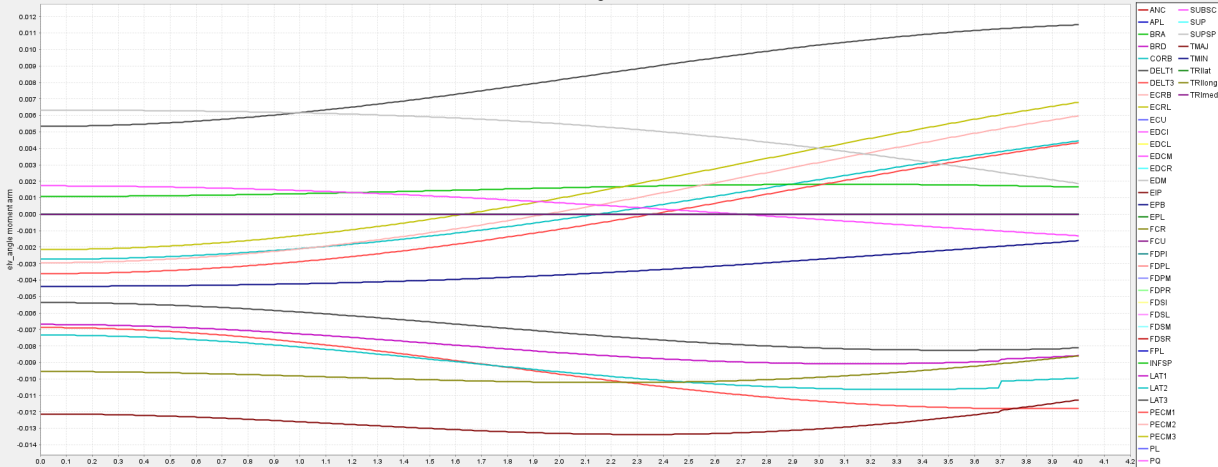 0.012
0.011
0.010
0.009
0.008
0.007
0.006
0.005
0.004
0.003
0.002
0.001
0.000
-0.001
-0.002
-0.003
-0.004
-0.005
-0.006
-0.007
-0.008
-0.009
-0.010
-0.011
-0.012
-0.013
-0.014
elv_angle moment arm
0.0 0.1 0.2 0.3 0.4 0.5 0.6 0.7 0.8 0.9 1.0 1.1 1.2 1.3 1.4 1.5 1.6 1.7 1.8 1.9 2.0 2.1 2.2 2.3 2.4 2.5 2.6 2.7 2.8 2.9 3.0 3.1 3.2 3.3 3.4 3.5 3.6 3.7 3.8 3.9 4.0 4.1 4.2
ANC SUBSC
APL SUP
BRA SUPSP
BRD TMAJ
CORB TMIN
DELT1 TRIlat
DELT3 TRIlong
ECRB TRImed
ECRL
ECU
EDCI
EDCL
EDCM
EDCR
EDM
EIP
EPB
EPL
FCR
FCU
FDPI
FDPL
FDPM
FDPR
FDSI
FDSL
FDSM
FDSR
FPL
INFSP
LAT1
LAT2
LAT3
PECM1
PECM2
PECM3
PL
PQ